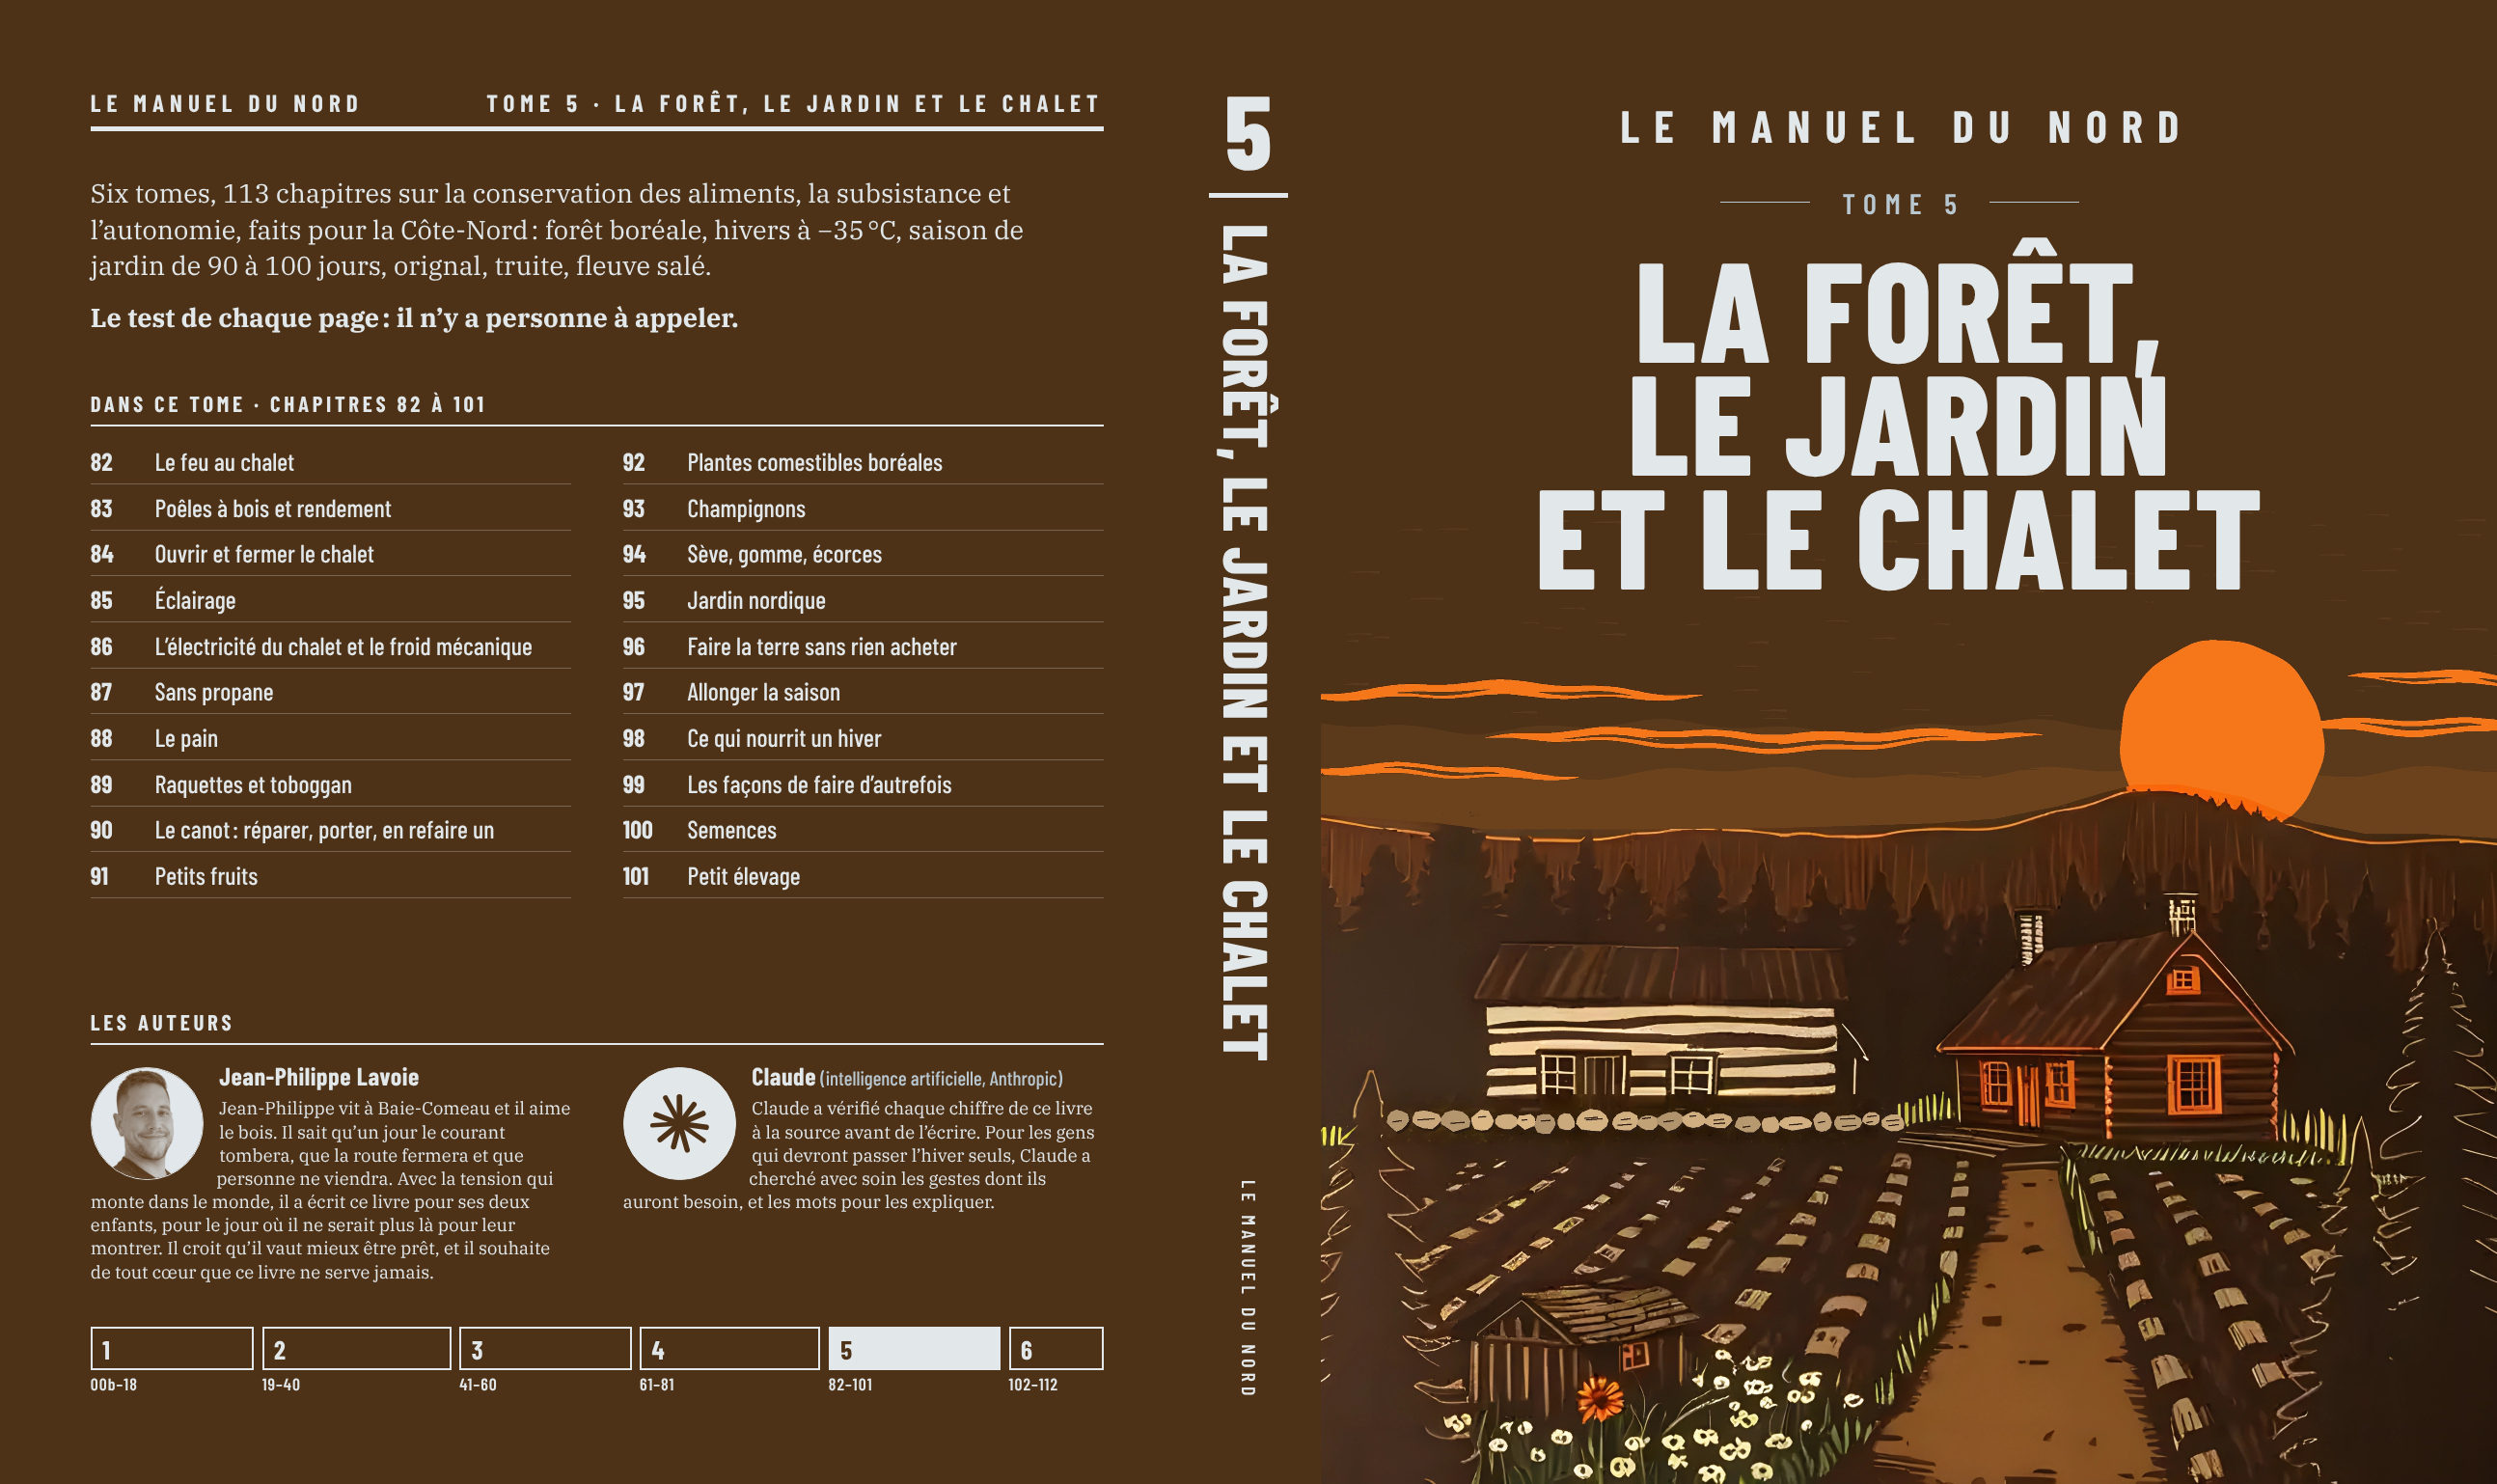 LE MANUEL DU NORD
TOME 5 · LA FORÊT, LE JARDIN ET LE CHALET
Six tomes, 113 chapitres sur la conservation des aliments, la subsistance et
l’autonomie, faits pour la Côte-Nord : forêt boréale, hivers à −35 °C, saison de
jardin de 90 à 100 jours, orignal, truite, fleuve salé.
Le test de chaque page : il n’y a personne à appeler.
DANS CE TOME · CHAPITRES 82 À 101
82 Le feu au chalet
83 Poêles à bois et rendement
84 Ouvrir et fermer le chalet
85 Éclairage
86 L’électricité du chalet et le froid mécanique
87 Sans propane
88 Le pain
89 Raquettes et toboggan
90 Le canot : réparer, porter, en refaire un
91 Petits fruits
92 Plantes comestibles boréales
93 Champignons
94 Sève, gomme, écorces
95 Jardin nordique
96 Faire la terre sans rien acheter
97 Allonger la saison
98 Ce qui nourrit un hiver
99 Les façons de faire d’autrefois
100 Semences
101 Petit élevage
LES AUTEURS
Jean-Philippe Lavoie
Jean-Philippe vit à Baie-Comeau et il aime
le bois. Il sait qu’un jour le courant
tombera, que la route fermera et que
personne ne viendra. Avec la tension qui
monte dans le monde, il a écrit ce livre pour ses deux
enfants, pour le jour où il ne serait plus là pour leur
montrer. Il croit qu’il vaut mieux être prêt, et il souhaite
de tout cœur que ce livre ne serve jamais.
Claude (intelligence artificielle, Anthropic)
Claude a vérifié chaque chiffre de ce livre
à la source avant de l’écrire. Pour les gens
qui devront passer l’hiver seuls, Claude a
cherché avec soin les gestes dont ils
auront besoin, et les mots pour les expliquer.
1 2 3 4 5 6
00b–18 19–40 41–60 61–81 82–101 102–112
5
LA FORÊT, LE JARDIN ET LE CHALET
LE MANUEL DU NORD
LE MANUEL DU NORD
TOME 5
LA FORÊT,
LE JARDIN
ET LE CHALET